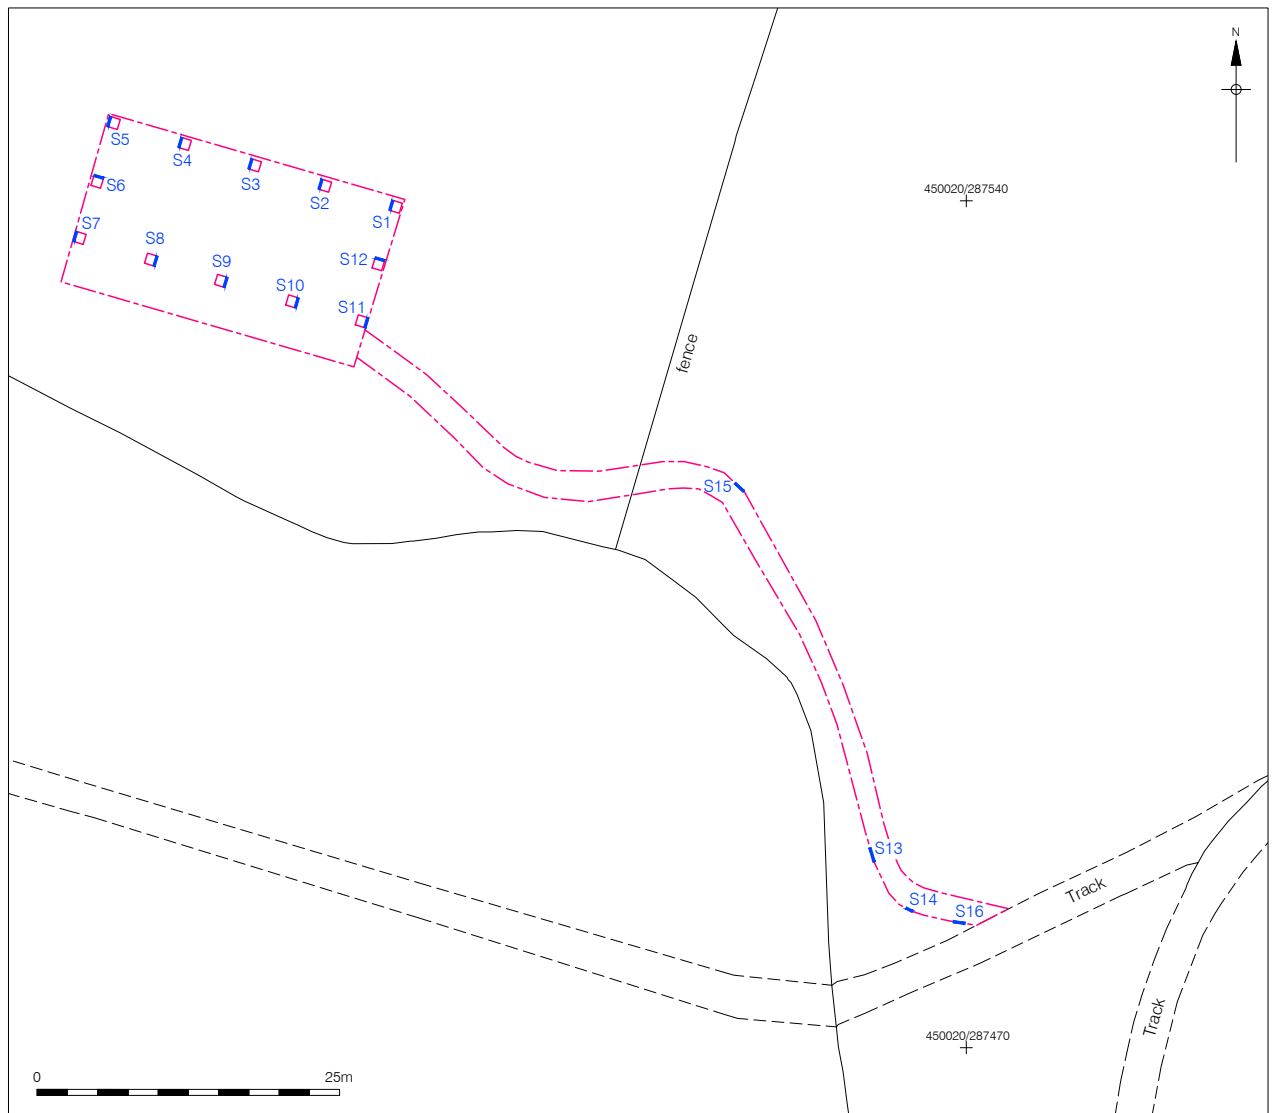 N
S5
S4
S3
S2
S1
S6
S7
S8
S9
S10
S11
S12
450020/287540
fence
S15
S13
S14
S16
Track
Track
450020/287470
0 25m